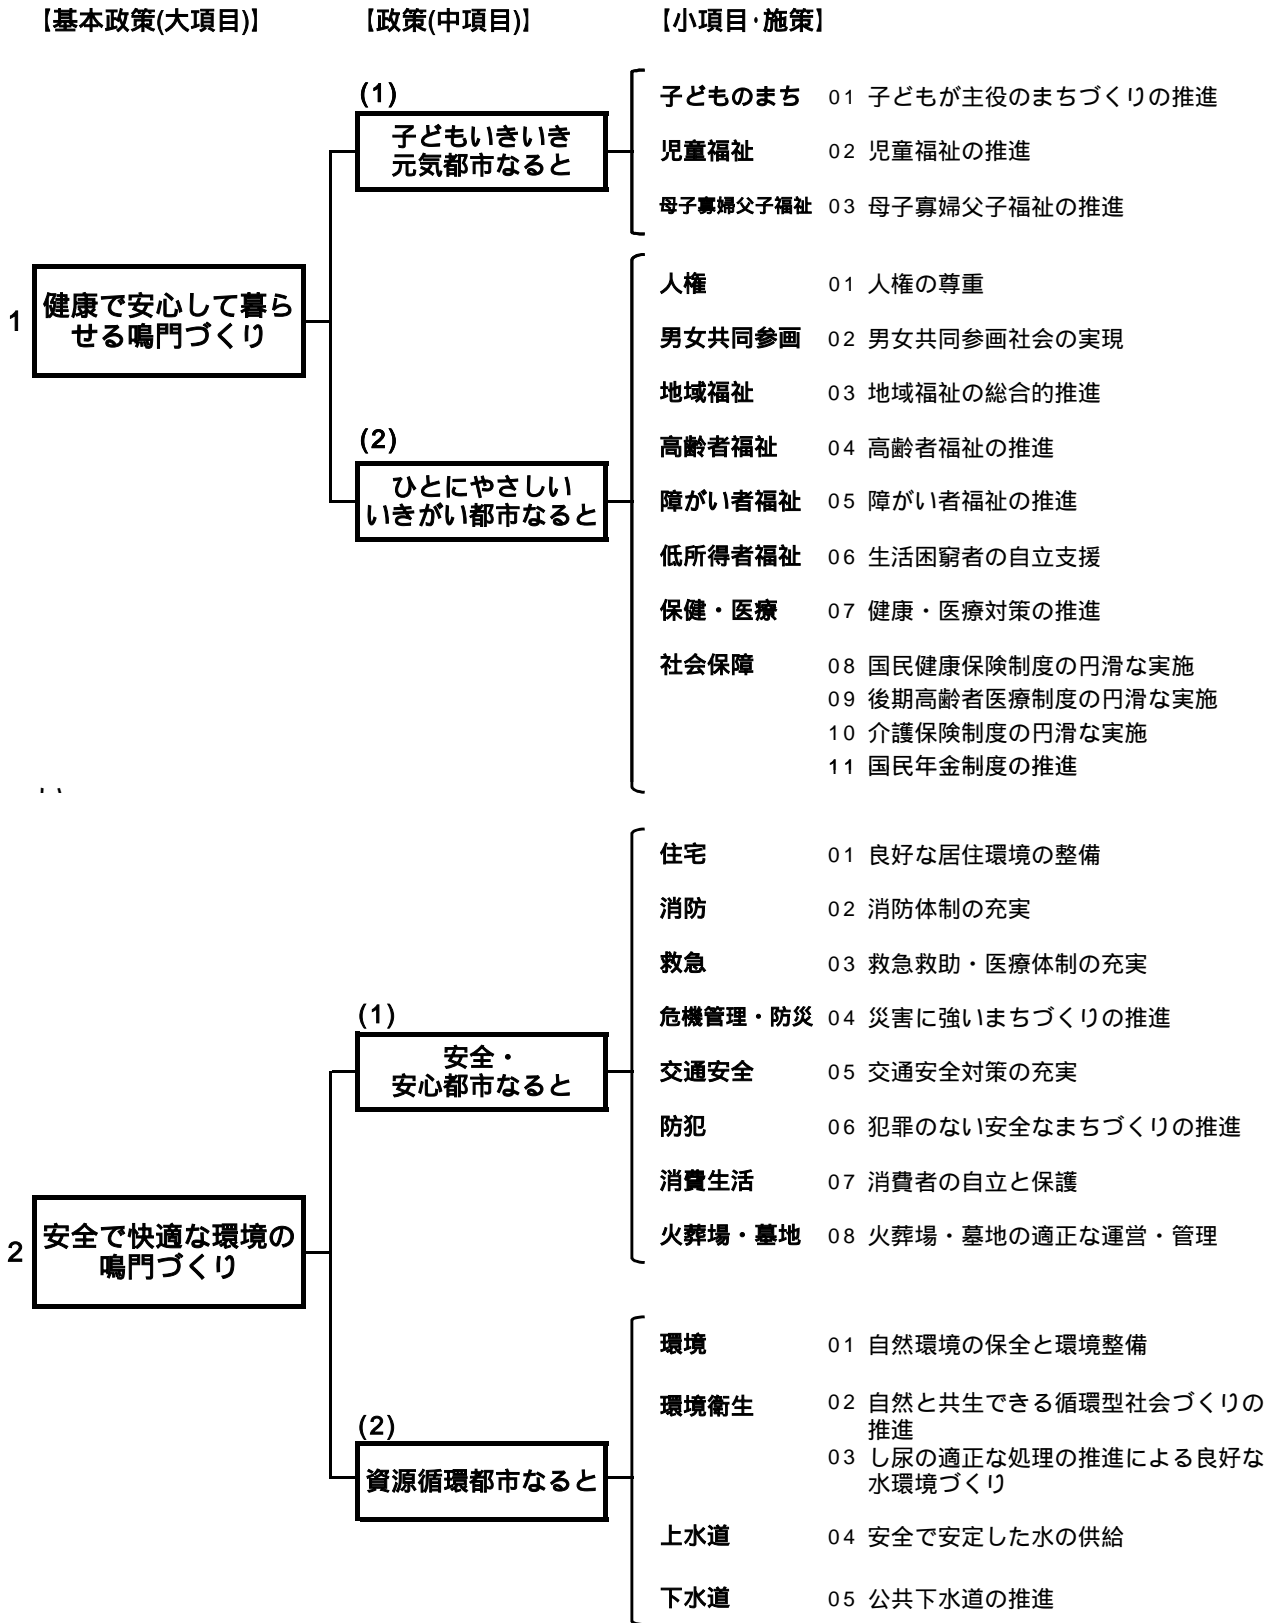 【基本政策(大項目)】 【政策(中項目)】 【小項目・施策】
1 健康で安心して暮ら
せる鳴門づくり
(1)
子どもいきいき
元気都市なると
子どものまち 01 子どもが主役のまちづくりの推進
児童福祉 02 児童福祉の推進
母子寡婦父子福祉 03 母子寡婦父子福祉の推進
(2)
ひとにやさしい
いきがい都市なると
人権 01 人権の尊重
男女共同参画 02 男女共同参画社会の実現
地域福祉 03 地域福祉の総合的推進
高齢者福祉 04 高齢者福祉の推進
障がい者福祉 05 障がい者福祉の推進
低所得者福祉 06 生活困窮者の自立支援
保健・医療 07 健康・医療対策の推進
社会保障 08 国民健康保険制度の円滑な実施
09 後期高齢者医療制度の円滑な実施
10 介護保険制度の円滑な実施
11 国民年金制度の推進
2 安全で快適な環境の
鳴門づくり
(1)
安全・
安心都市なると
住宅 01 良好な居住環境の整備
消防 02 消防体制の充実
救急 03 救急救助・医療体制の充実
危機管理・防災 04 災害に強いまちづくりの推進
交通安全 05 交通安全対策の充実
防犯 06 犯罪のない安全なまちづくりの推進
消費生活 07 消費者の自立と保護
火葬場・墓地 08 火葬場・墓地の適正な運営・管理
(2)
資源循環都市なると
環境 01 自然環境の保全と環境整備
環境衛生 02 自然と共生できる循環型社会づくりの
推進
03 し尿の適正な処理の推進による良好な
水環境づくり
上水道 04 安全で安定した水の供給
下水道 05 公共下水道の推進